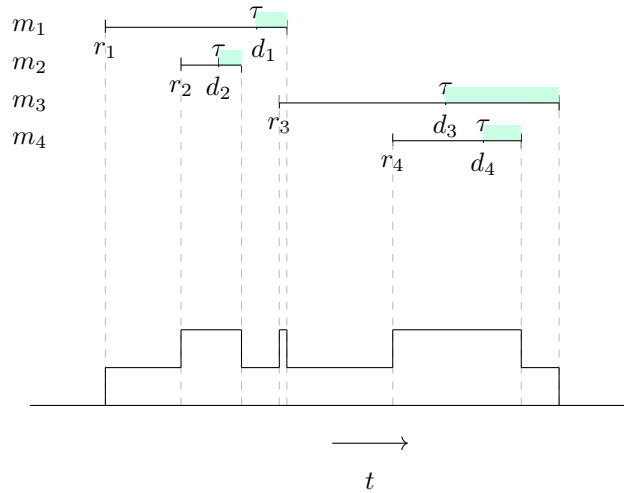 m₁ τ
r₁ d₁
m₂ τ
r₂ d₂
m₃ τ
r₃ d₃
m₄ τ
r₄ d₄
t